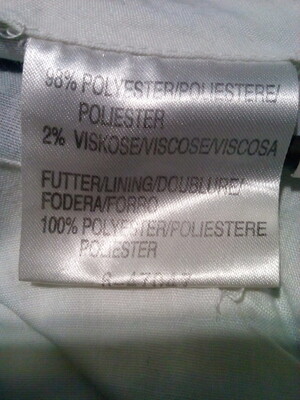 98% POLYESTER/POLIESTERE/
POLIESTER
2% VISKOSE/VISCOSE/VISCOSA
FUTTER/LINING/DOUBLURE/
FODERA/FORRO
100% POLYESTER/POLIESTERE
POLIESTER